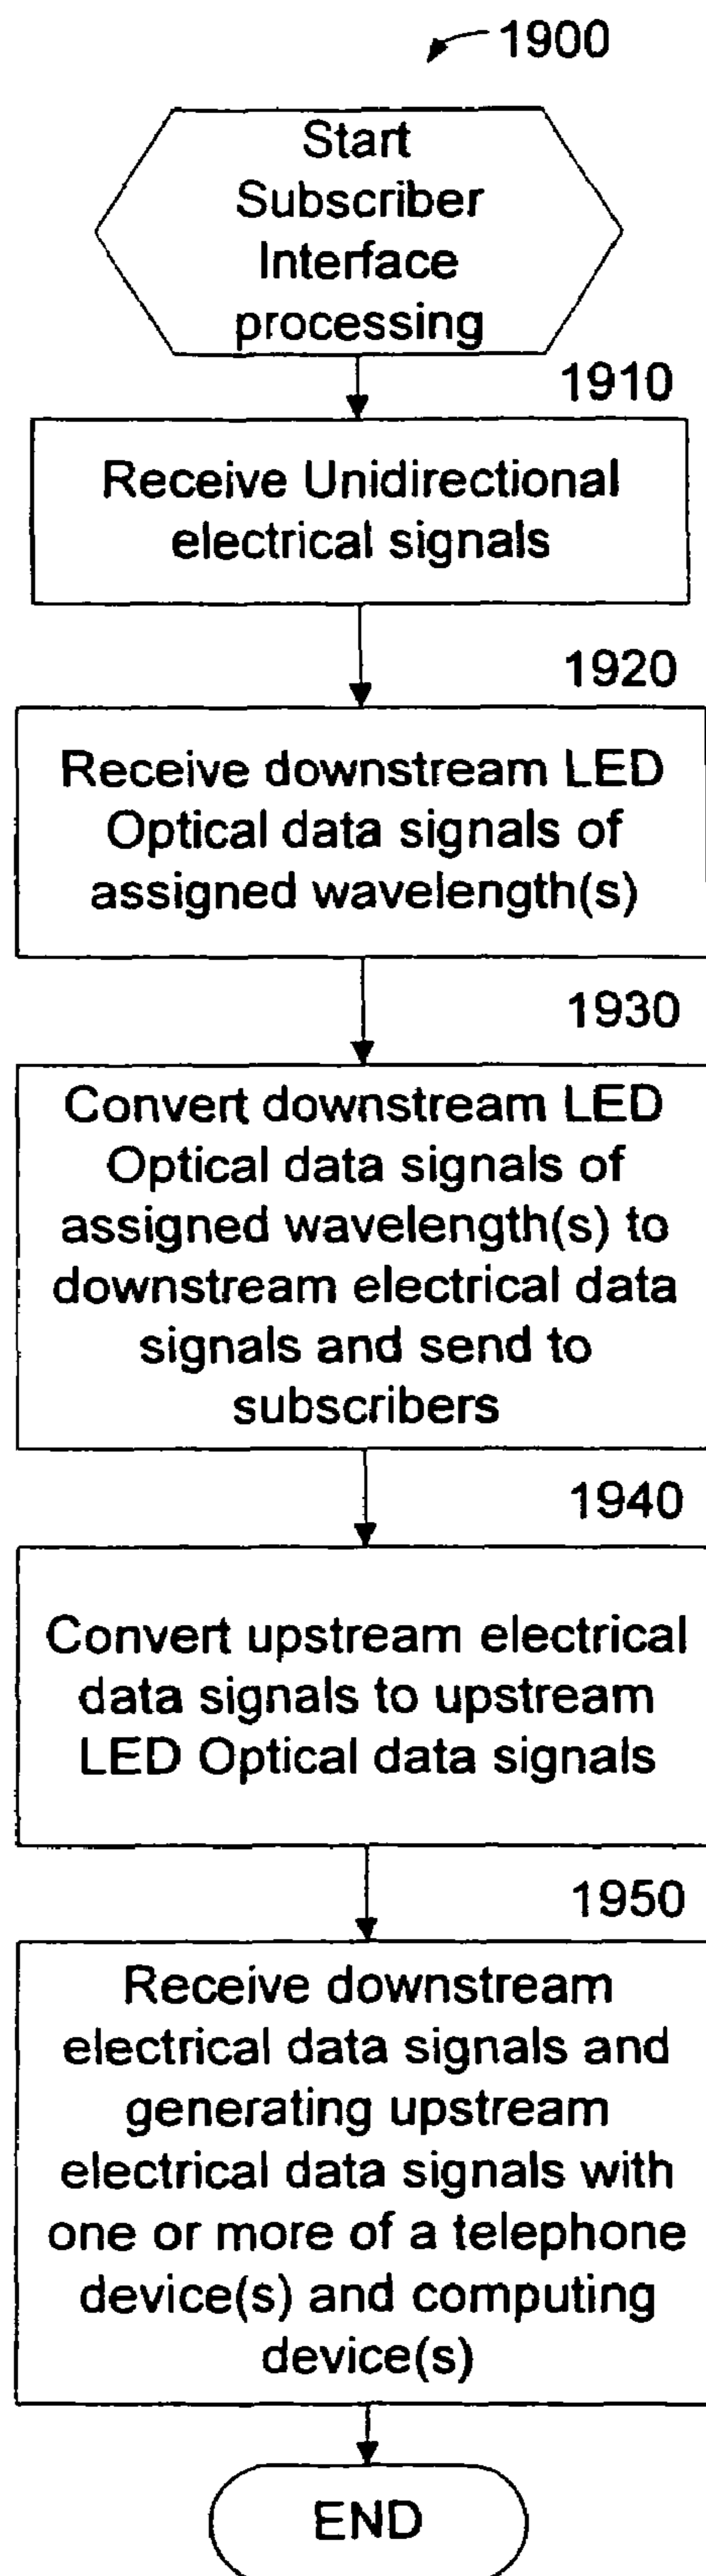 1900
Start
Subscriber
Interface
processing
1910
Receive Unidirectional
electrical signals
1920
Receive downstream LED
Optical data signals of
assigned wavelength(s)
1930
Convert downstream LED
Optical data signals of
assigned wavelength(s) to
downstream electrical data
signals and send to
subscribers
1940
Convert upstream electrical
data signals to upstream
LED Optical data signals
1950
Receive downstream
electrical data signals and
generating upstream
electrical data signals with
one or more of a telephone
device(s) and computing
device(s)
END